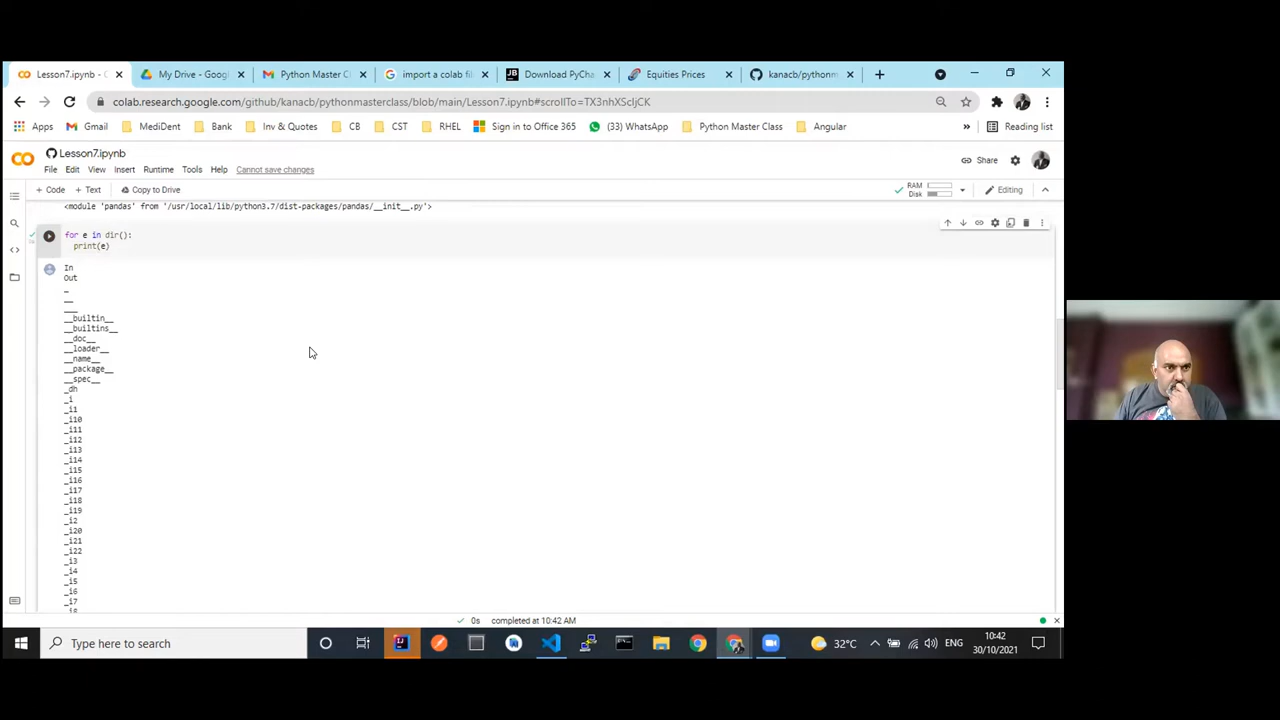 Lesson7.ipynb - C
My Drive - Googl
Python Master C
import a colab fil
Download PyCha
Equities Prices
kanacb/pythonm
colab.research.google.com/github/kanacb/pythonmasterclass/blob/main/Lesson7.ipynb#scrollTo=TX3nhXScIjCK
Apps Gmail MediDent Bank Inv & Quotes CB CST RHEL Sign in to Office 365 (33) WhatsApp Python Master Class Angular » Reading list
Lesson7.ipynb
Share
File Edit View Insert Runtime Tools Help Cannot save changes
+ Code + Text Copy to Drive
RAM
Disk
Editing
<module 'pandas' from '/usr/local/lib/python3.7/dist-packages/pandas/__init__.py'>
for e in dir():
print(e)
In
Out
_
__
___
__builtin__
__builtins__
__doc__
__loader__
__name__
__package__
__spec__
_dh
_i
_i1
_i10
_i11
_i12
_i13
_i14
_i15
_i16
_i17
_i18
_i19
_i2
_i20
_i21
_i22
_i3
_i4
_i5
_i6
_i7
_i8
0s completed at 10:42 AM
Type here to search
32°C
ENG
10:42
30/10/2021